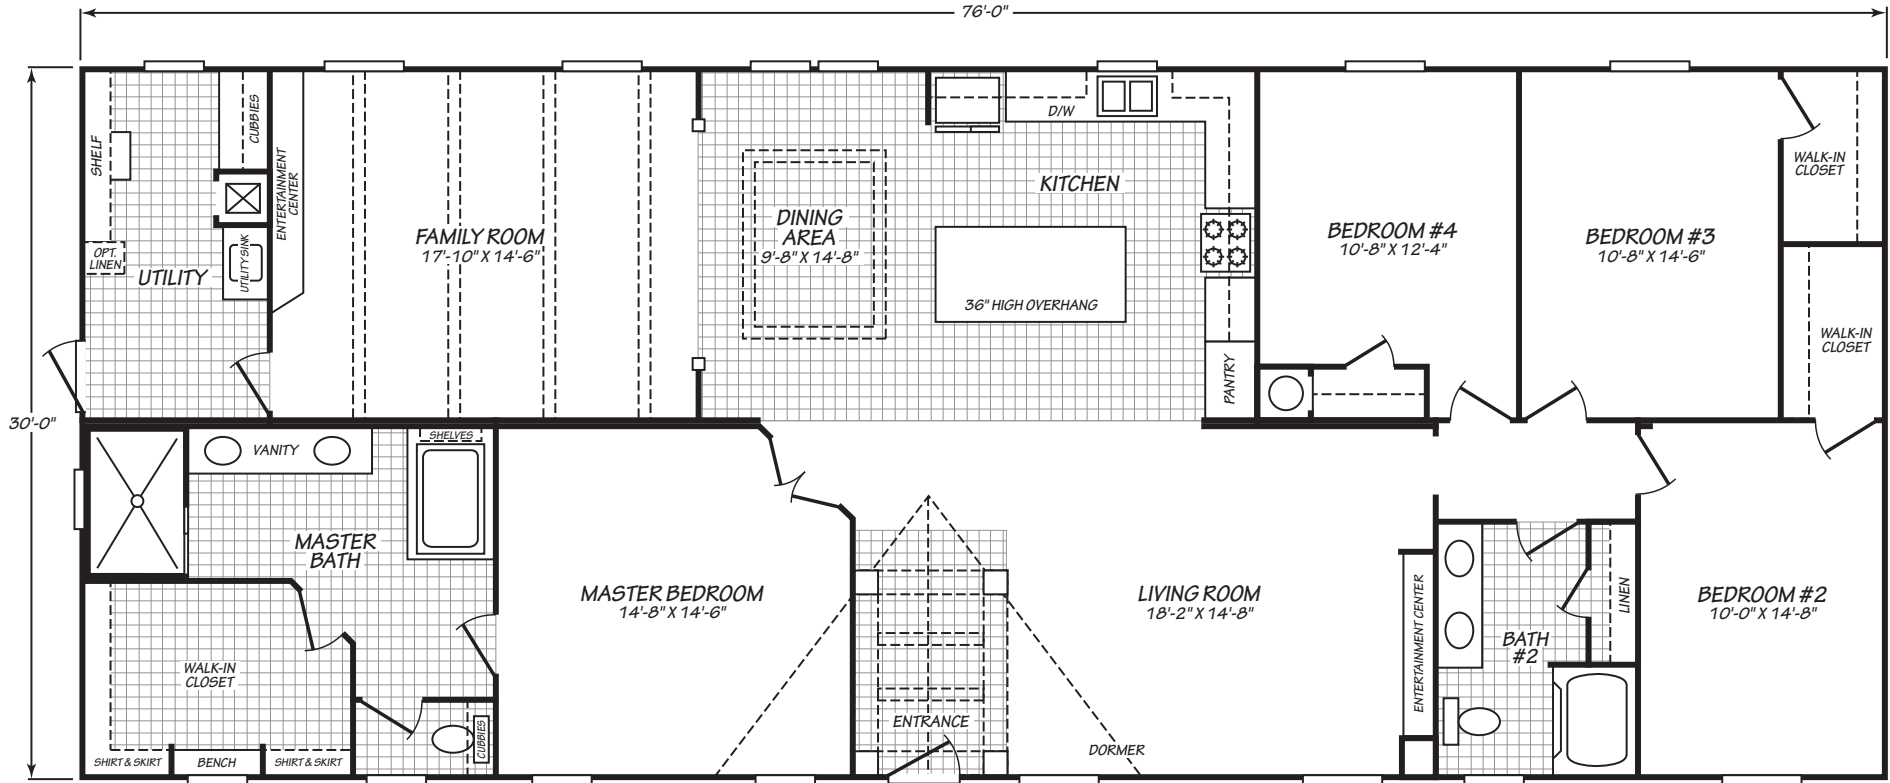 76'-0"
30'-0"
SHELF
CUBBIES
OPT.
LINEN
UTILITY
UTILITY SINK
ENTERTAINMENT
CENTER
FAMILY ROOM
17'-10" X 14'-6"
DINING
AREA
9'-8" X 14'-8"
D/W
KITCHEN
36" HIGH OVERHANG
PANTRY
BEDROOM #4
10'-8" X 12'-4"
BEDROOM #3
10'-8" X 14'-6"
WALK-IN
CLOSET
WALK-IN
CLOSET
VANITY
SHELVES
MASTER
BATH
WALK-IN
CLOSET
SHIRT & SKIRT
BENCH
SHIRT & SKIRT
CUBBIES
MASTER BEDROOM
14'-8" X 14'-6"
ENTRANCE
DORMER
LIVING ROOM
18'-2" X 14'-8"
ENTERTAINMENT CENTER
BATH
#2
LINEN
BEDROOM #2
10'-0" X 14'-8"